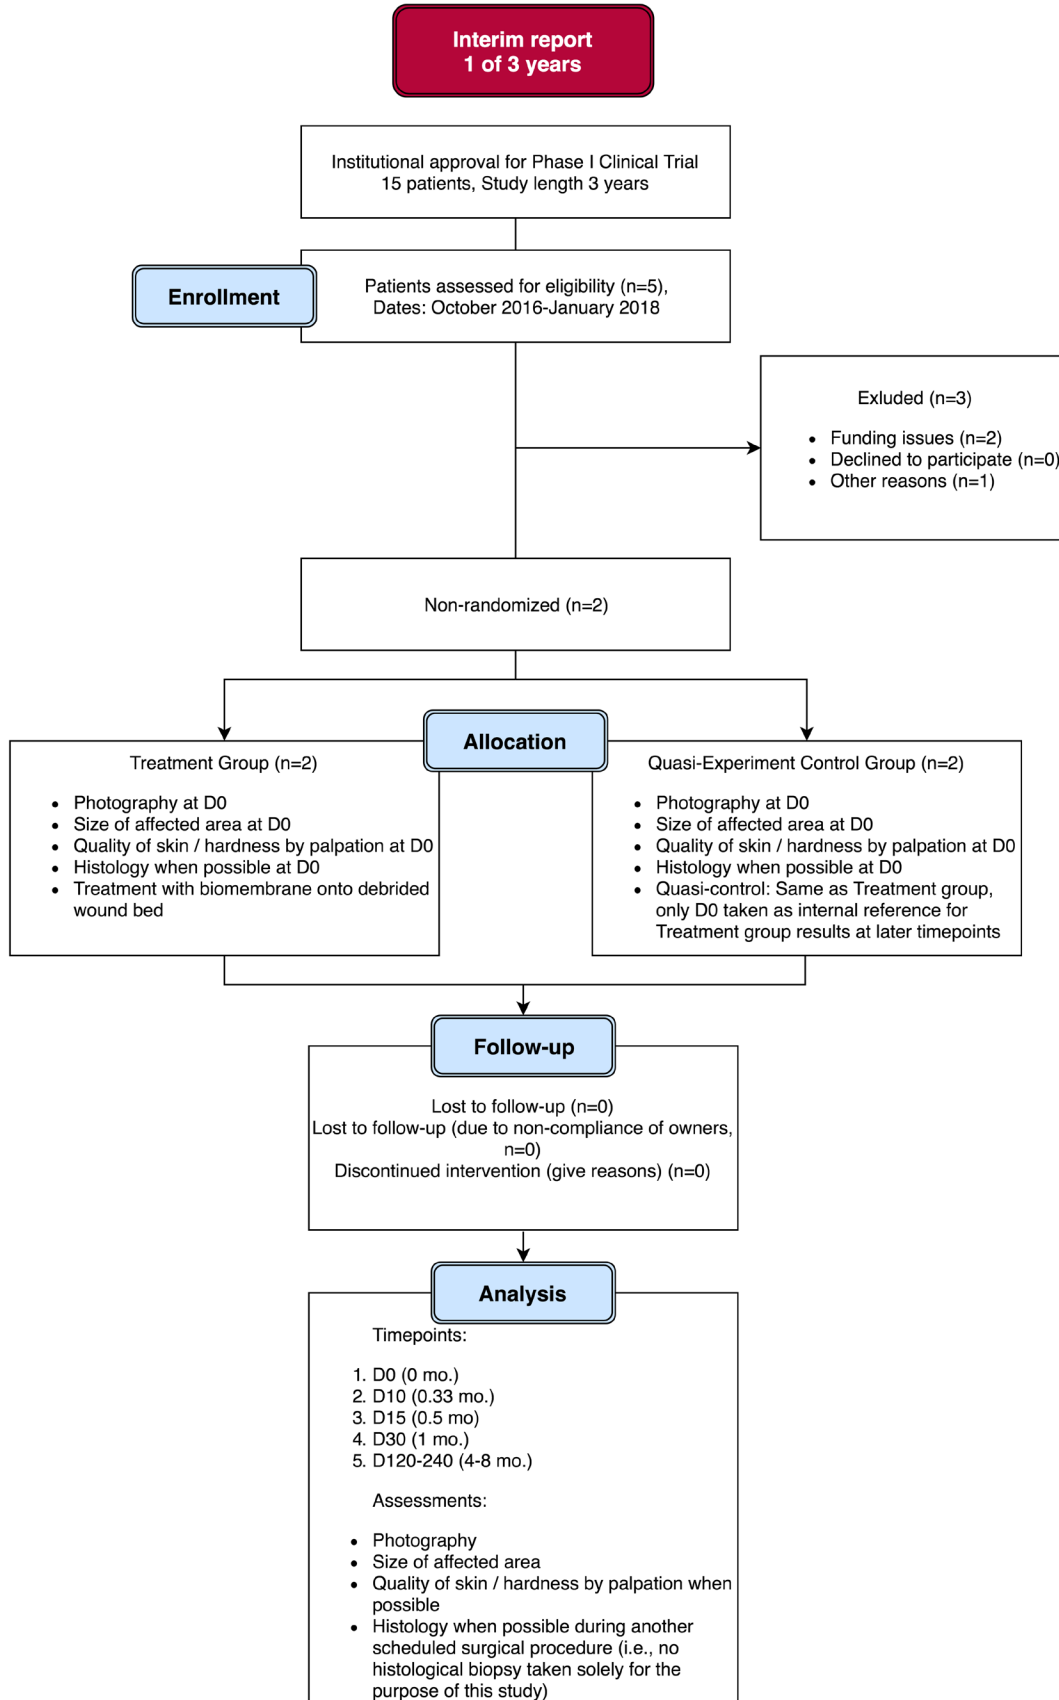 Interim report
1 of 3 years
Institutional approval for Phase I Clinical Trial
15 patients, Study length 3 years
Enrollment
Patients assessed for eligibility (n=5),
Dates: October 2016-January 2018
Exluded (n=3)
• Funding issues (n=2)
• Declined to participate (n=0)
• Other reasons (n=1)
Non-randomized (n=2)
Allocation
Treatment Group (n=2)
• Photography at D0
• Size of affected area at D0
• Quality of skin / hardness by palpation at D0
• Histology when possible at D0
• Treatment with biomembrane onto debrided
wound bed
Quasi-Experiment Control Group (n=2)
• Photography at D0
• Size of affected area at D0
• Quality of skin / hardness by palpation at D0
• Histology when possible at D0
• Quasi-control: Same as Treatment group,
only D0 taken as internal reference for
Treatment group results at later timepoints
Follow-up
Lost to follow-up (n=0)
Lost to follow-up (due to non-compliance of owners,
n=0)
Discontinued intervention (give reasons) (n=0)
Analysis
Timepoints:
1. D0 (0 mo.)
2. D10 (0.33 mo.)
3. D15 (0.5 mo)
4. D30 (1 mo.)
5. D120-240 (4-8 mo.)
Assessments:
• Photography
• Size of affected area
• Quality of skin / hardness by palpation when
possible
• Histology when possible during another
scheduled surgical procedure (i.e., no
histological biopsy taken solely for the
purpose of this study)